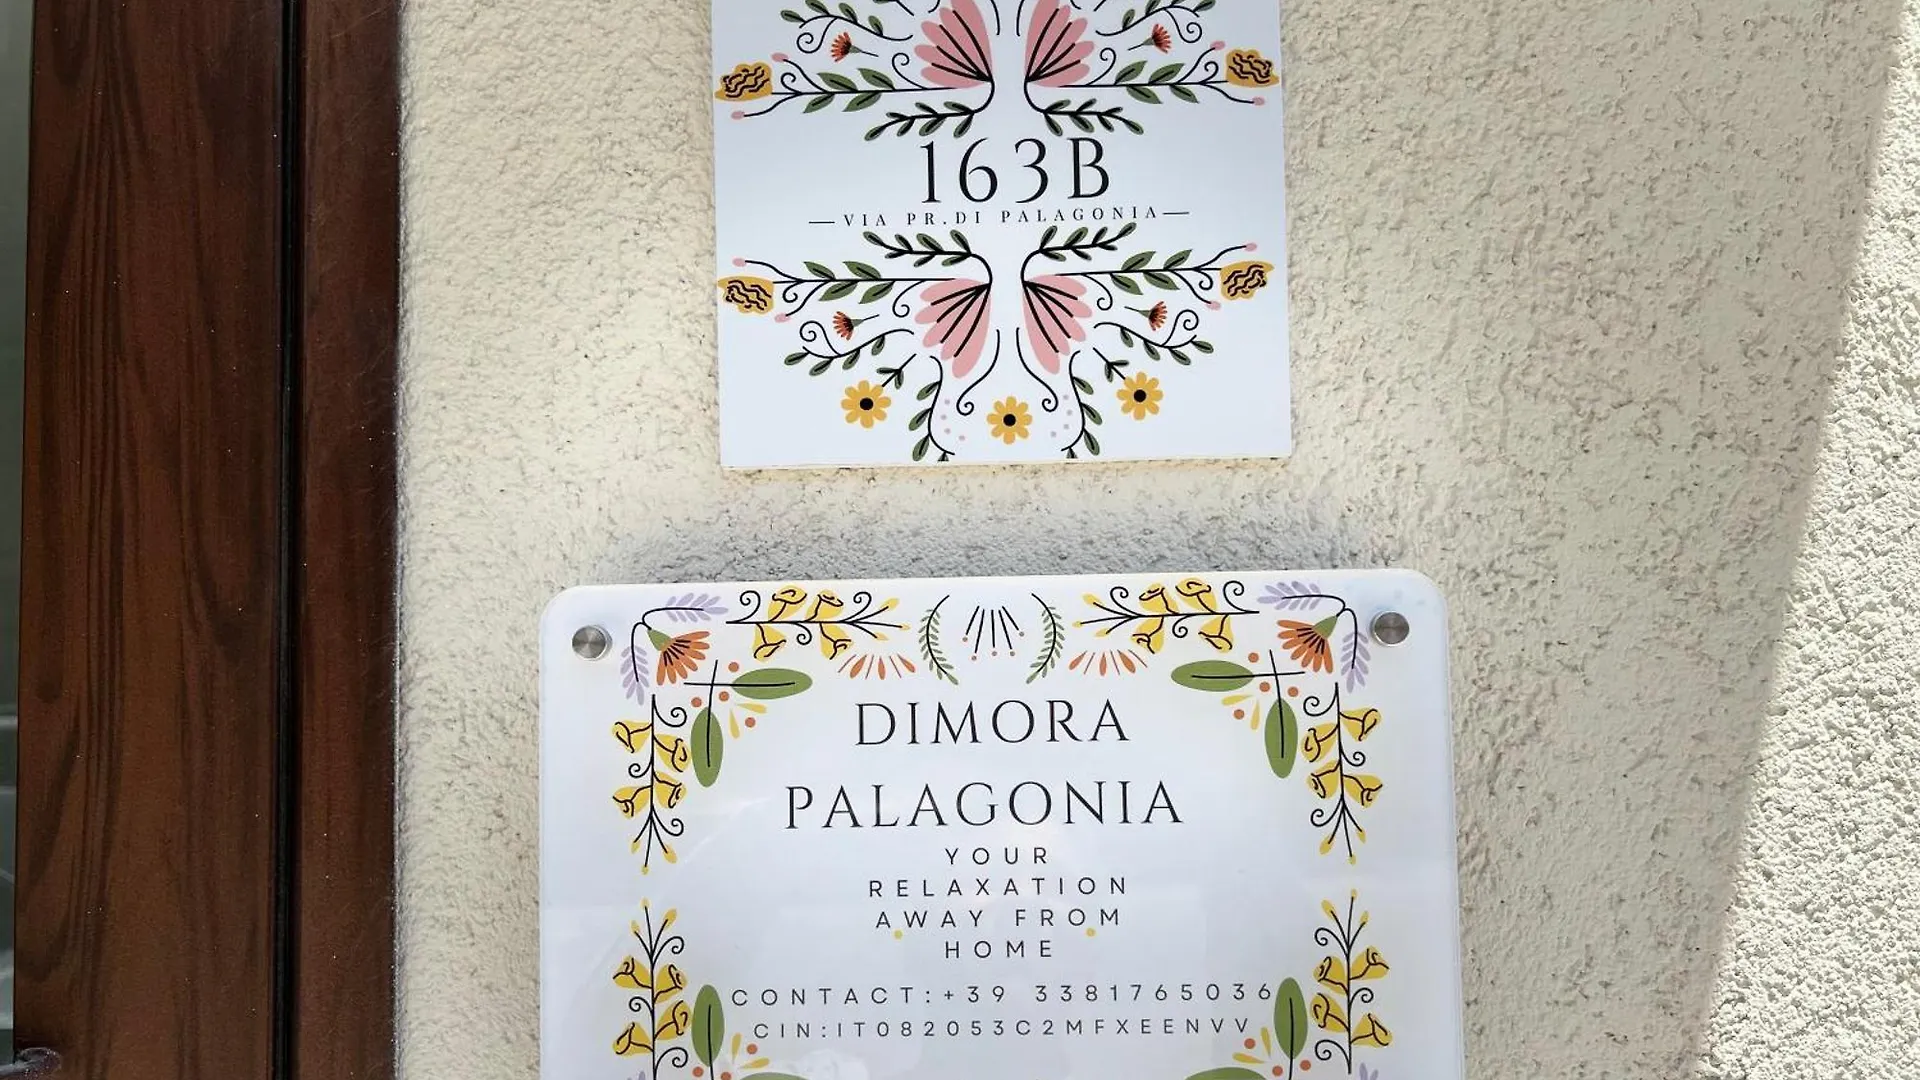 163B
VIA PR.DI PALAGONIA
DIMORA
PALAGONIA
YOUR
RELAXATION
AWAY FROM
HOME
CONTACT:+39 3381765036
CIN:IT082053C2MFXEENVV